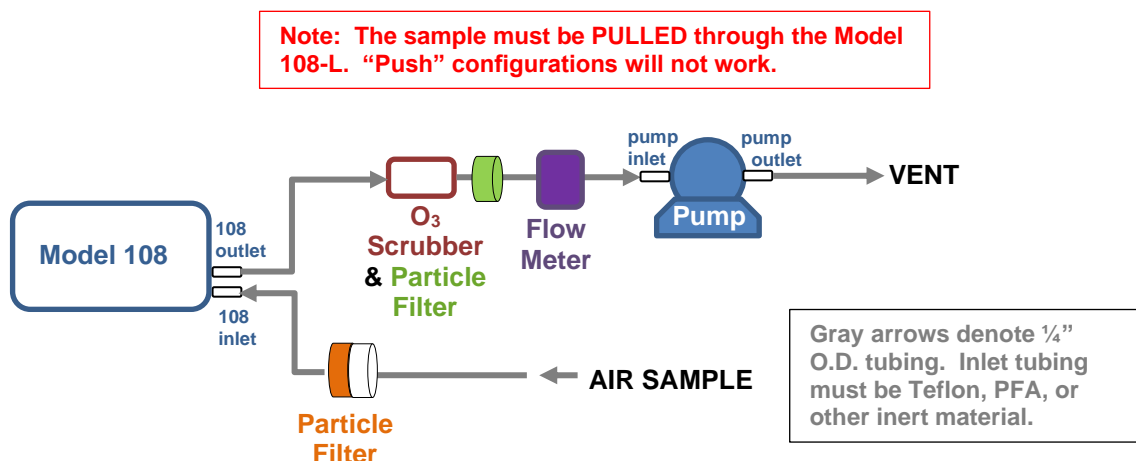 Note: The sample must be PULLED through the Model
108-L. “Push” configurations will not work.
pump
inlet
pump
outlet
VENT
Pump
O₃
Scrubber
& Particle
Filter
Flow
Meter
Model 108
108
outlet
108
inlet
AIR SAMPLE
Particle
Filter
Gray arrows denote ¼”
O.D. tubing. Inlet tubing
must be Teflon, PFA, or
other inert material.